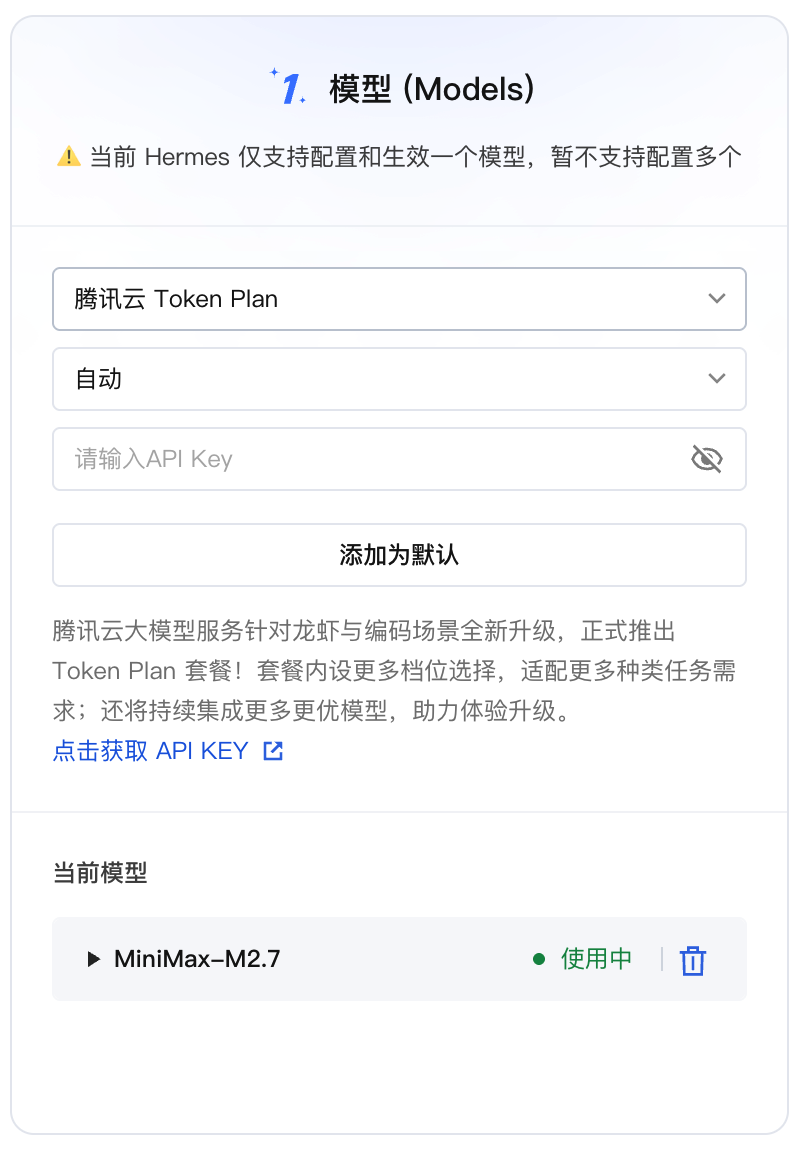 1. 模型 (Models)
当前 Hermes 仅支持配置和生效一个模型，暂不支持配置多个
腾讯云 Token Plan
自动
请输入API Key
添加为默认
腾讯云大模型服务针对龙虾与编码场景全新升级，正式推出
Token Plan 套餐！套餐内设更多档位选择，适配更多种类任务需
求；还将持续集成更多更优模型，助力体验升级。
点击获取 API KEY
当前模型
MiniMax-M2.7
使用中